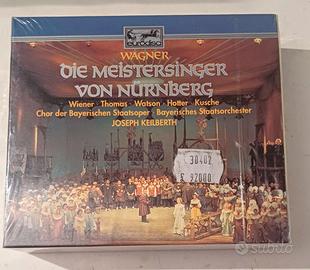 eurodisc
WAGNER
DIE MEISTERSINGER
VON NÜRNBERG
Wiener · Thomas · Watson · Hotter · Kusche
Chor der Bayerischen Staatsoper · Bayerisches Staatsorchester
JOSEPH KEILBERTH
30402
£ 92000
subito